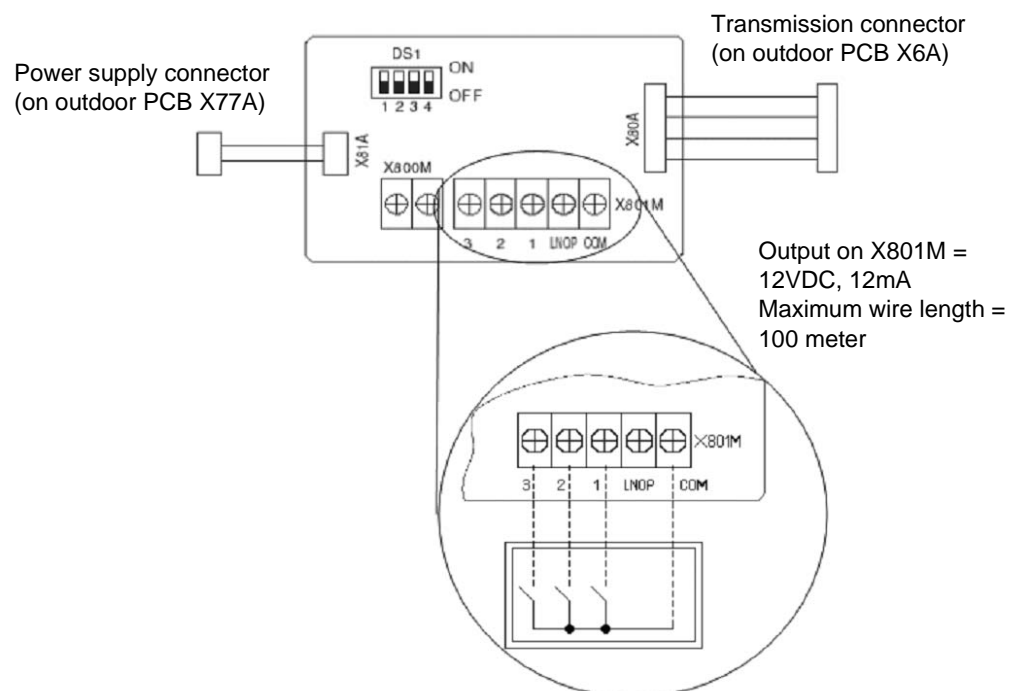 Transmission connector
(on outdoor PCB X6A)
Power supply connector
(on outdoor PCB X77A)
DS1
ON
OFF
1 2 3 4
X81A
X80A
X800M
X801M
3 2 1 LNOP COM
Output on X801M =
12VDC, 12mA
Maximum wire length =
100 meter
X801M
3 2 1 LNOP COM